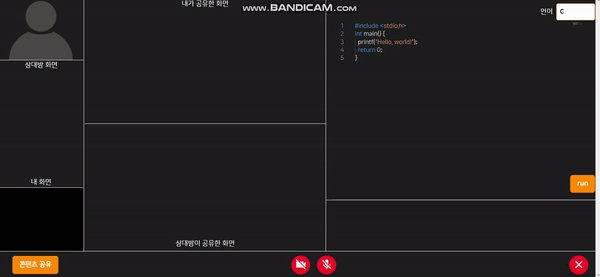 내가 공유한 화면
www.BANDICAM.com
언어 C
상대방 화면
1 #include <stdio.h>
2 int main() {
3 printf("Hello, world!");
4 return 0;
5 }
내 화면
run
상대방이 공유한 화면
콘텐츠 공유